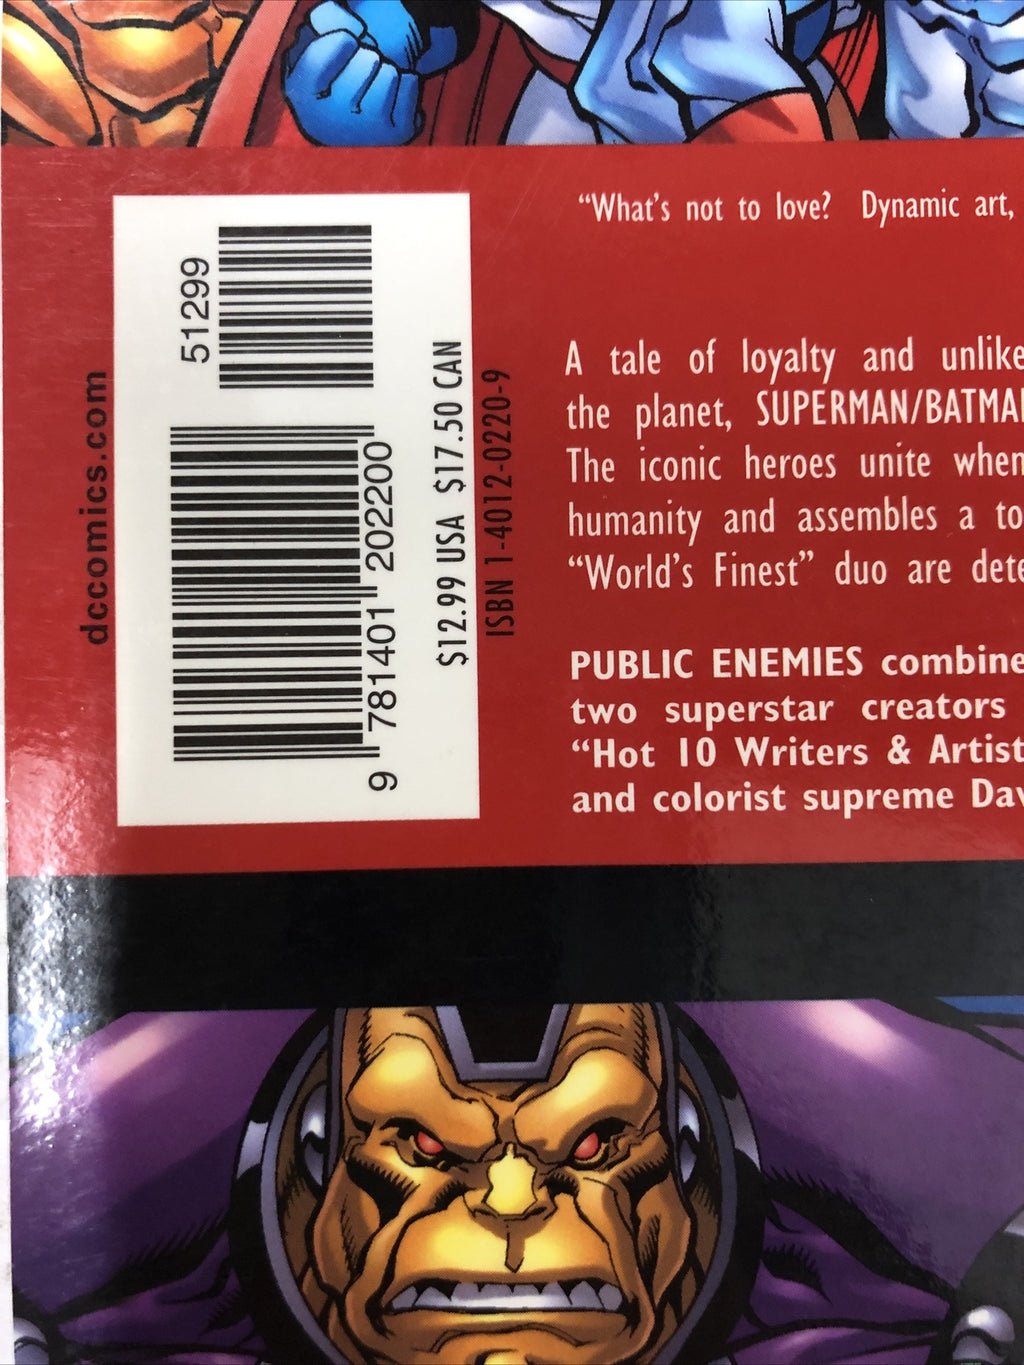 dccomics.com
51299
9 781401 202200
$12.99 USA $17.50 CAN
ISBN 1-4012-0220-9
“What’s not to love? Dynamic art,
A tale of loyalty and unlike
the planet, SUPERMAN/BATMA
The iconic heroes unite when
humanity and assembles a to
“World’s Finest” duo are dete
PUBLIC ENEMIES combine
two superstar creators
“Hot 10 Writers & Artist
and colorist supreme Dav